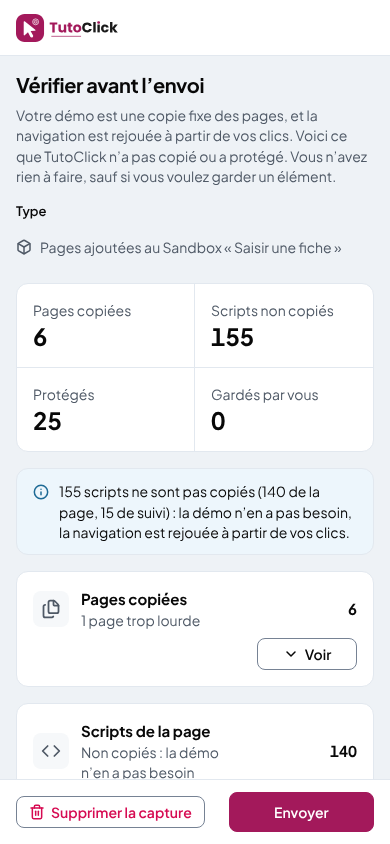 TutoClick
Vérifier avant l’envoi
Votre démo est une copie fixe des pages, et la
navigation est rejouée à partir de vos clics. Voici ce
que TutoClick n’a pas copié ou a protégé. Vous n’avez
rien à faire, sauf si vous voulez garder un élément.
Type
Pages ajoutées au Sandbox « Saisir une fiche »
Pages copiées
6
Scripts non copiés
155
Protégés
25
Gardés par vous
0
155 scripts ne sont pas copiés (140 de la
page, 15 de suivi) : la démo n’en a pas besoin,
la navigation est rejouée à partir de vos clics.
Pages copiées
1 page trop lourde
6
Voir
Scripts de la page
Non copiés : la démo
n’en a pas besoin
140
Supprimer la capture
Envoyer